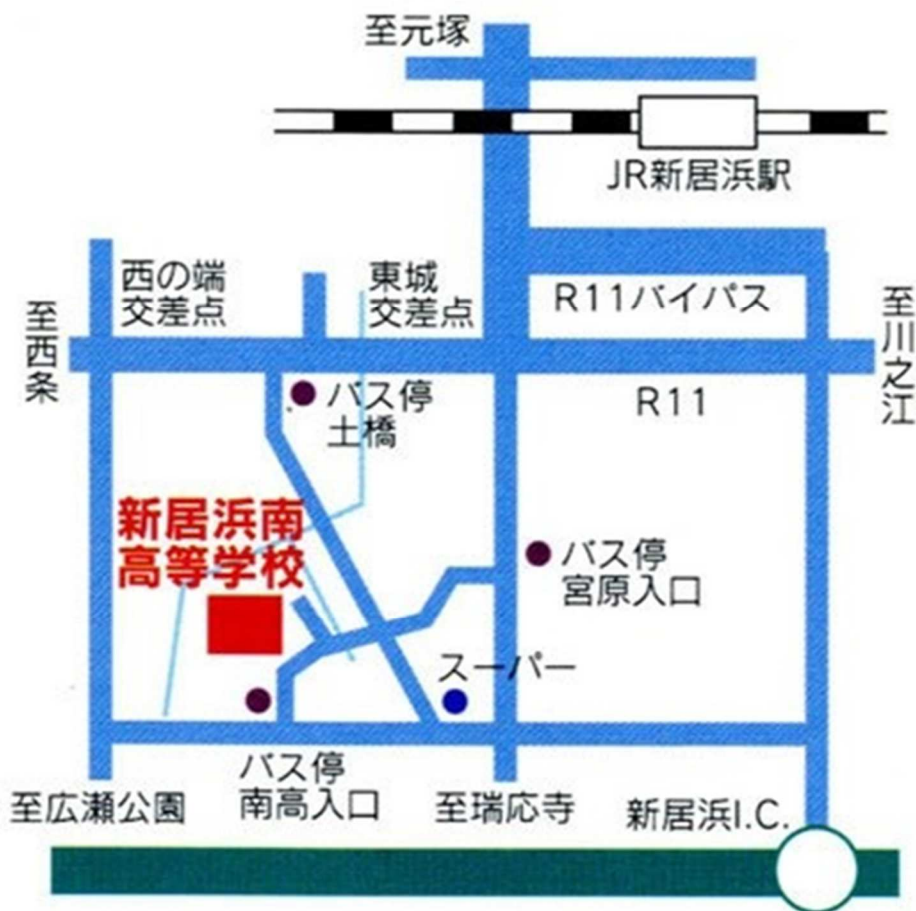 至元塚
JR新居浜駅
西の端
交差点
東城
交差点
R11バイパス
至西条
至川之江
R11
バス停
土橋
新居浜南
高等学校
バス停
宮原入口
スーパー
バス停
南高入口
至広瀬公園
至瑞応寺
新居浜I.C.